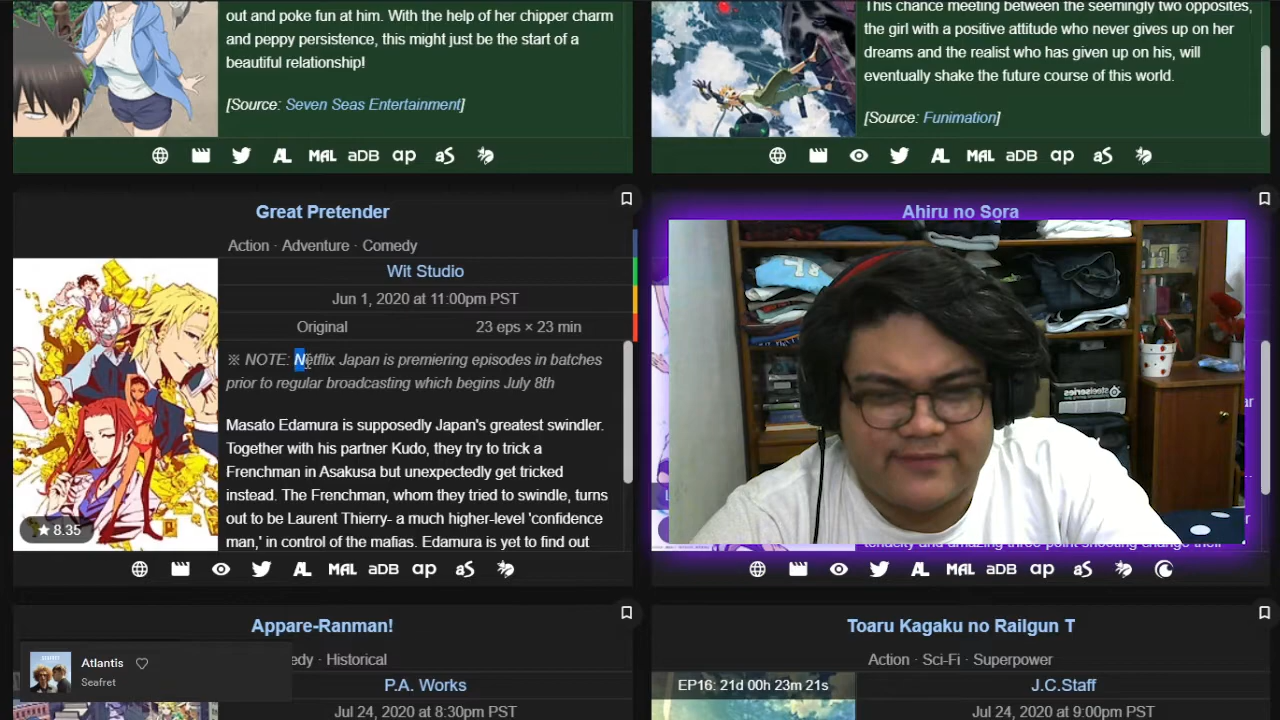 out and poke fun at him. With the help of her chipper charm
and peppy persistence, this might just be the start of a
beautiful relationship!
[Source: Seven Seas Entertainment]
AL MAL aDB ap aS
This chance meeting between the seemingly two opposites,
the girl with a positive attitude who never gives up on her
dreams and the realist who has given up on his, will
eventually shake the future course of this world.
[Source: Funimation]
AL MAL aDB ap aS
Great Pretender
Action · Adventure · Comedy
Wit Studio
Jun 1, 2020 at 11:00pm PST
Original 23 eps × 23 min
※ NOTE: Netflix Japan is premiering episodes in batches
prior to regular broadcasting which begins July 8th
Masato Edamura is supposedly Japan's greatest swindler.
Together with his partner Kudo, they try to trick a
Frenchman in Asakusa but unexpectedly get tricked
instead. The Frenchman, whom they tried to swindle, turns
out to be Laurent Thierry- a much higher-level 'confidence
man,' in control of the mafias. Edamura is yet to find out
★ 8.35
AL MAL aDB ap aS
Ahiru no Sora
steelseries
AL MAL aDB ap aS
Appare-Ranman!
edy · Historical
P.A. Works
Jul 24, 2020 at 8:30pm PST
Atlantis
Seafret
Toaru Kagaku no Railgun T
Action · Sci-Fi · Superpower
EP16: 21d 00h 23m 21s
J.C.Staff
Jul 24, 2020 at 9:00pm PST